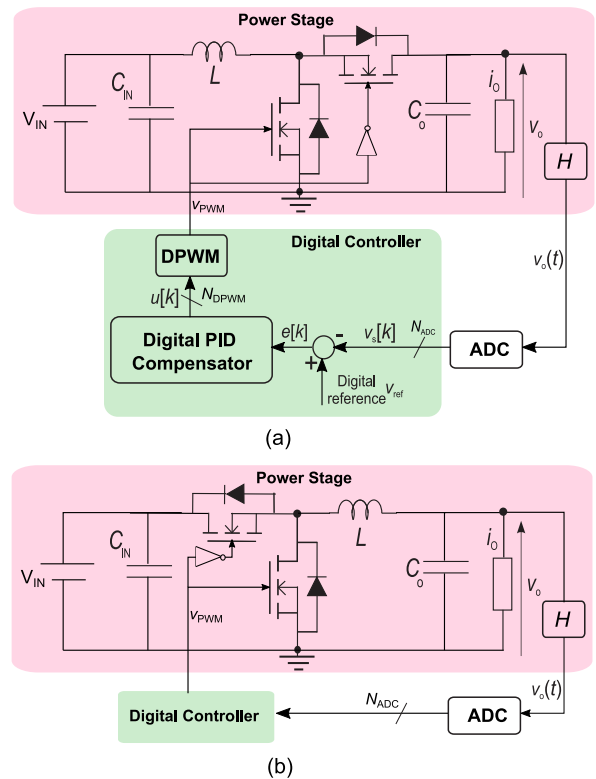 Power Stage
V_IN
C_IN
L
C_o
i_o
v_o
H
v_PWM
v_o(t)
Digital Controller
DPWM
u[k]
N_DPWM
Digital PID
Compensator
e[k]
-
+
v_s[k]
N_ADC
ADC
Digital
reference v_ref
(a)
Power Stage
V_IN
C_IN
L
C_o
i_o
v_o
H
v_PWM
v_o(t)
Digital Controller
N_ADC
ADC
(b)